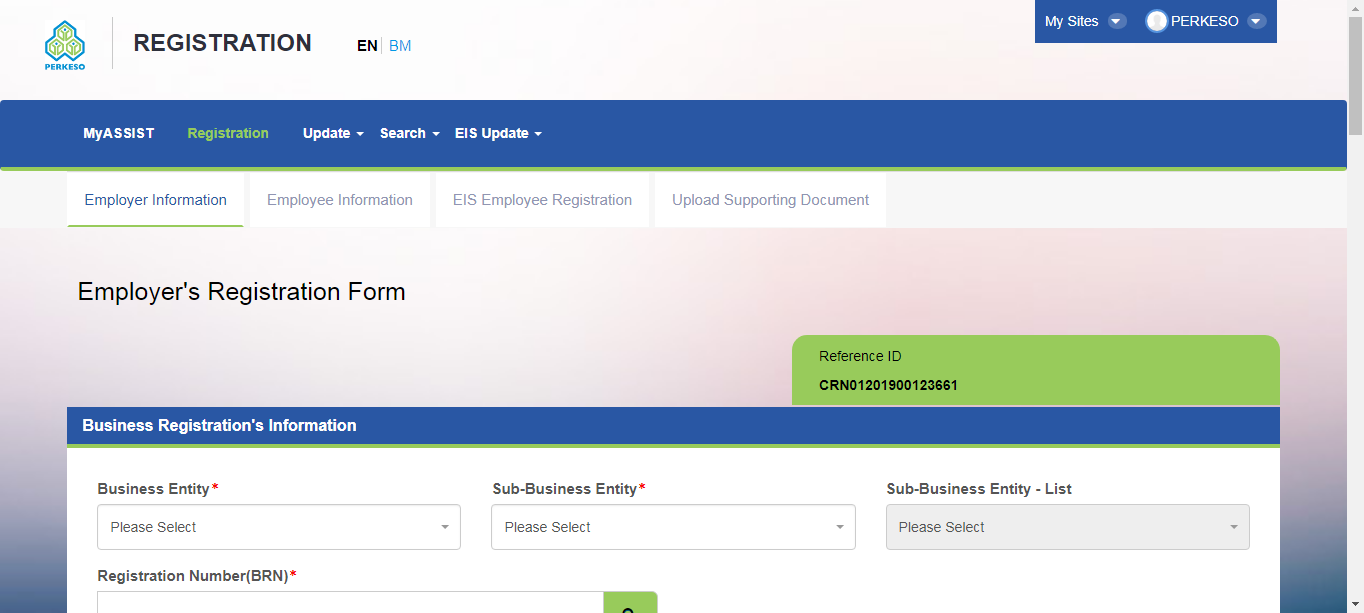 PERKESO
REGISTRATION
EN BM
My Sites
PERKESO
MyASSIST Registration Update Search EIS Update
Employer Information Employee Information EIS Employee Registration Upload Supporting Document
Employer's Registration Form
Reference ID
CRN01201900123661
Business Registration's Information
Business Entity* Sub-Business Entity* Sub-Business Entity - List
Please Select Please Select Please Select
Registration Number(BRN)*